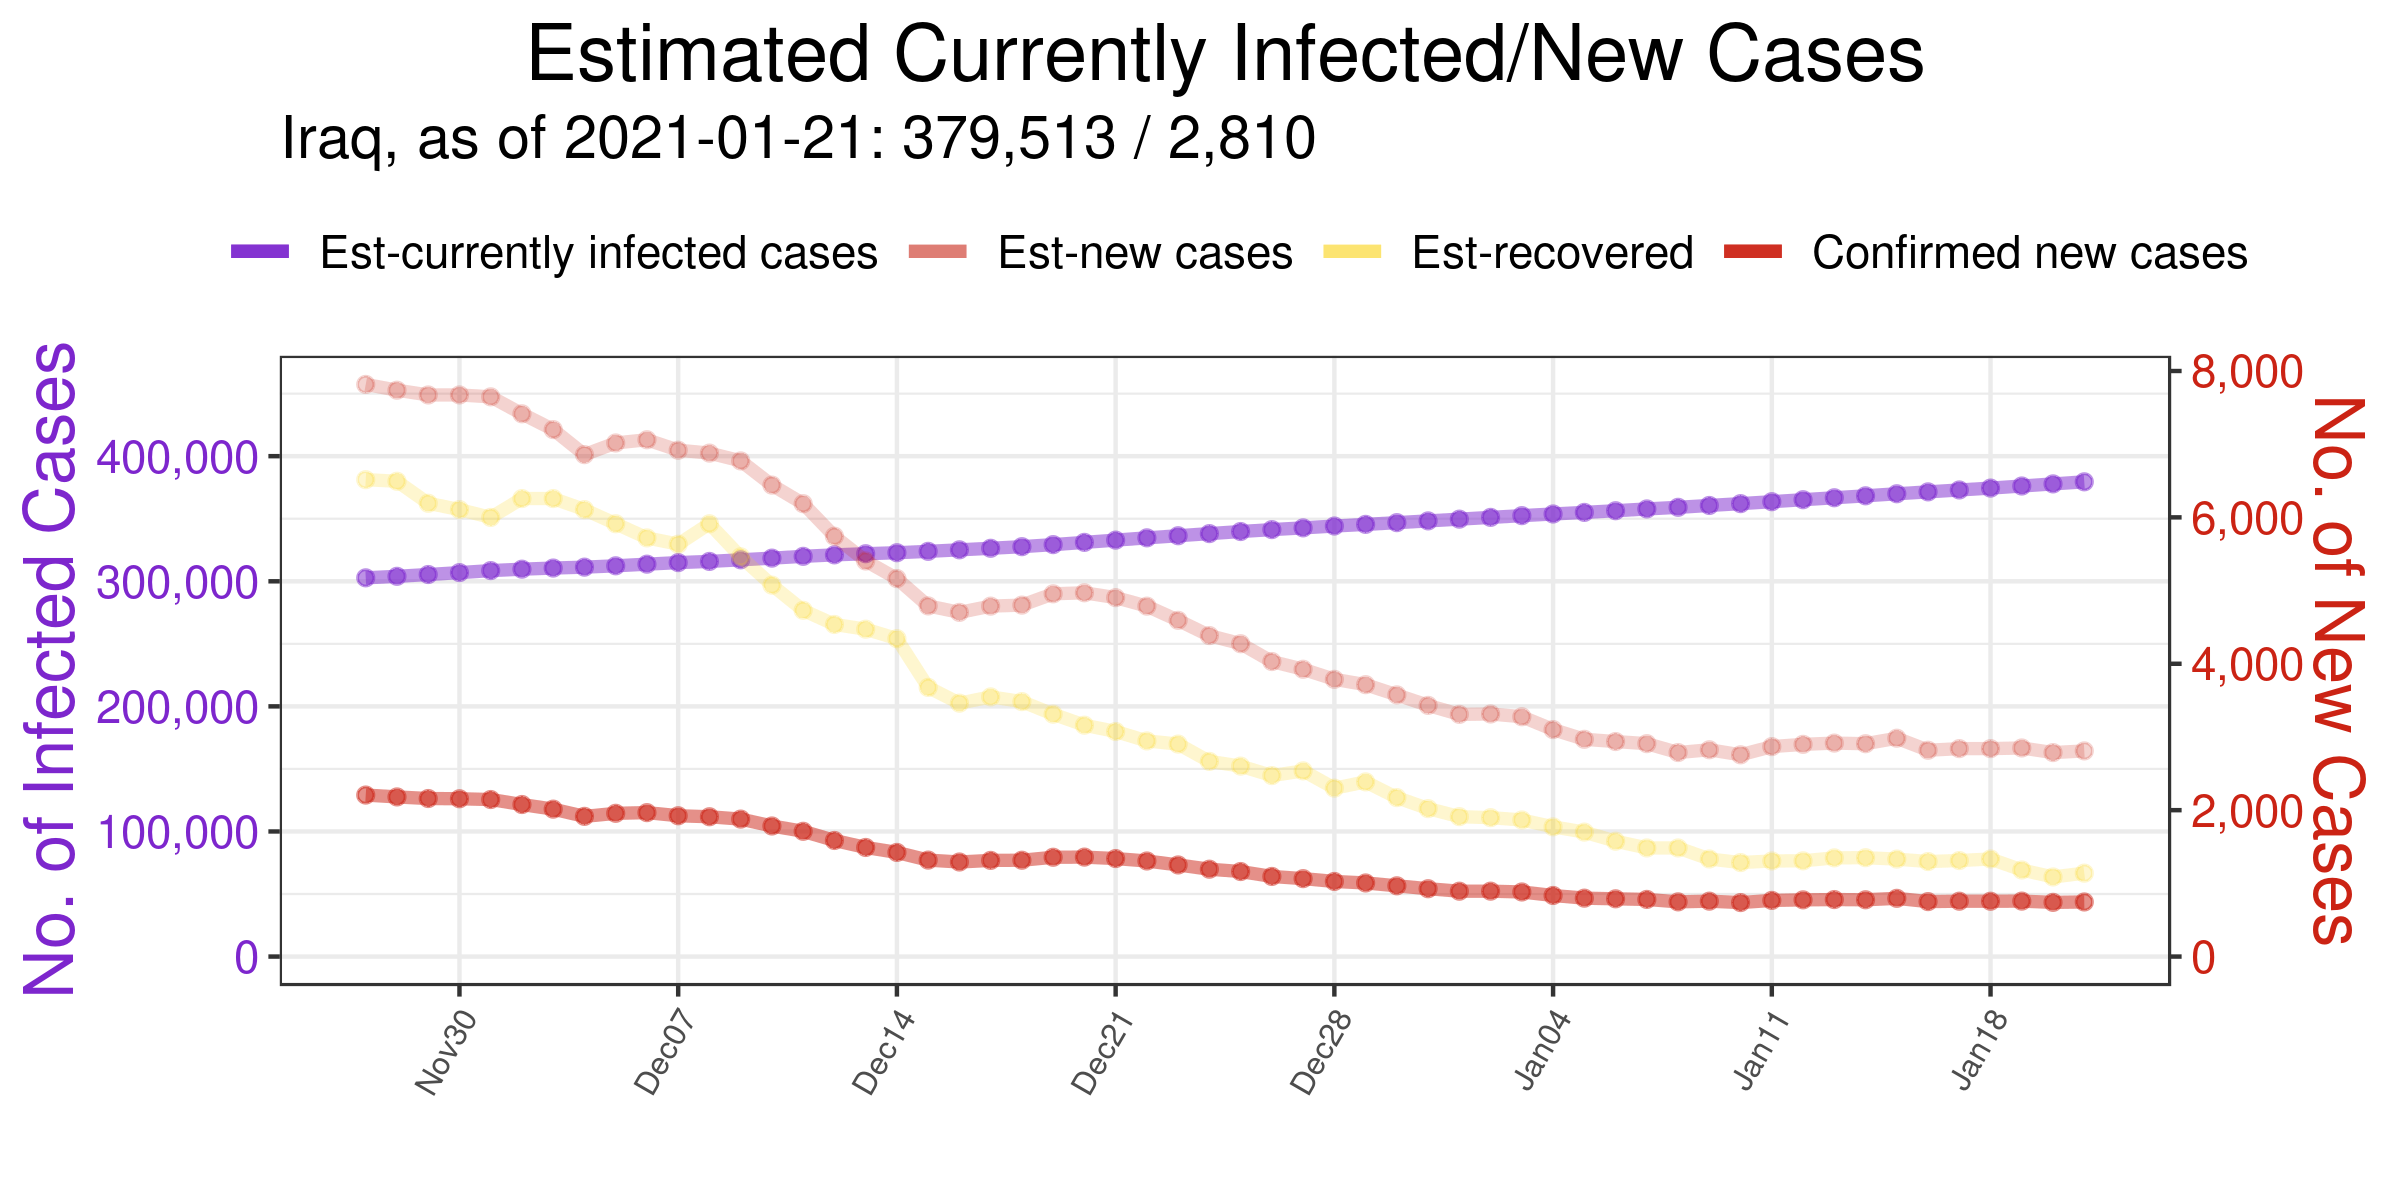 Estimated Currently Infected/New Cases
Iraq, as of 2021-01-21: 379,513 / 2,810
Est-currently infected cases Est-new cases Est-recovered Confirmed new cases
No. of Infected Cases
400,000
300,000
200,000
100,000
0
8,000
6,000
4,000
2,000
0
No. of New Cases
Nov30 Dec07 Dec14 Dec21 Dec28 Jan04 Jan11 Jan18